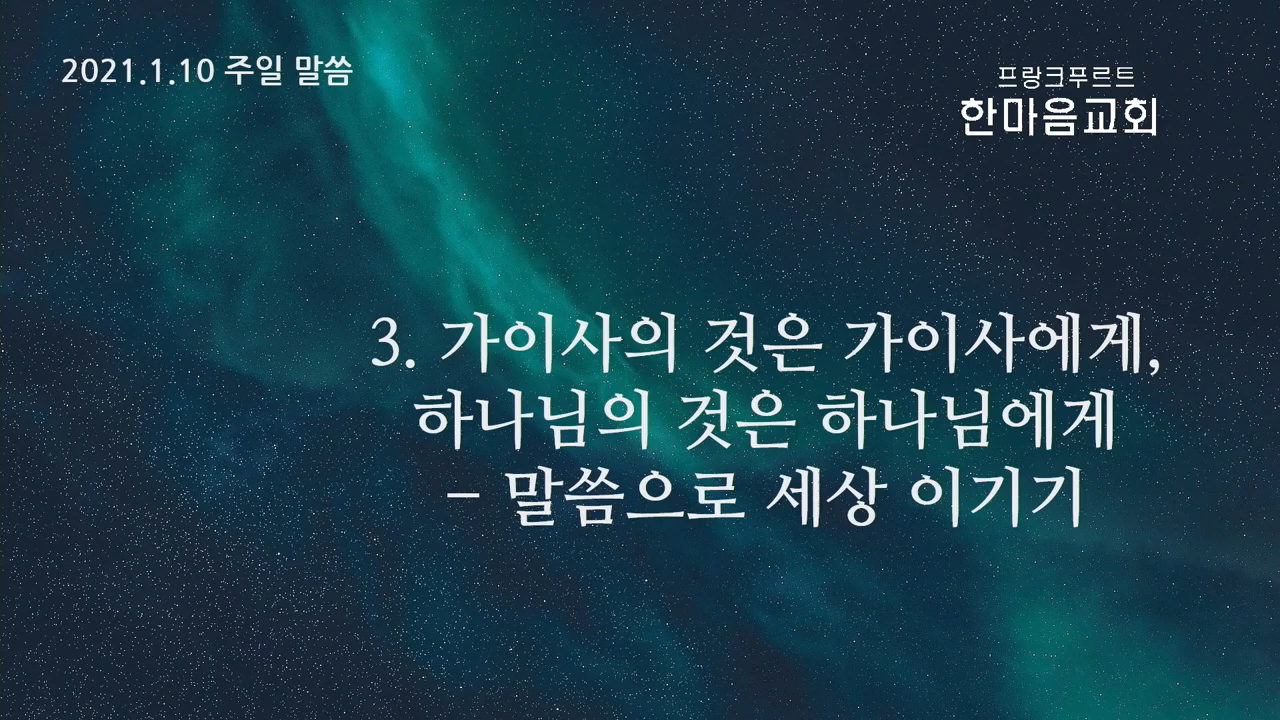 2021.1.10 주일 말씀
프랑크푸르트
한마음교회
3. 가이사의 것은 가이사에게,
하나님의 것은 하나님에게
- 말씀으로 세상 이기기